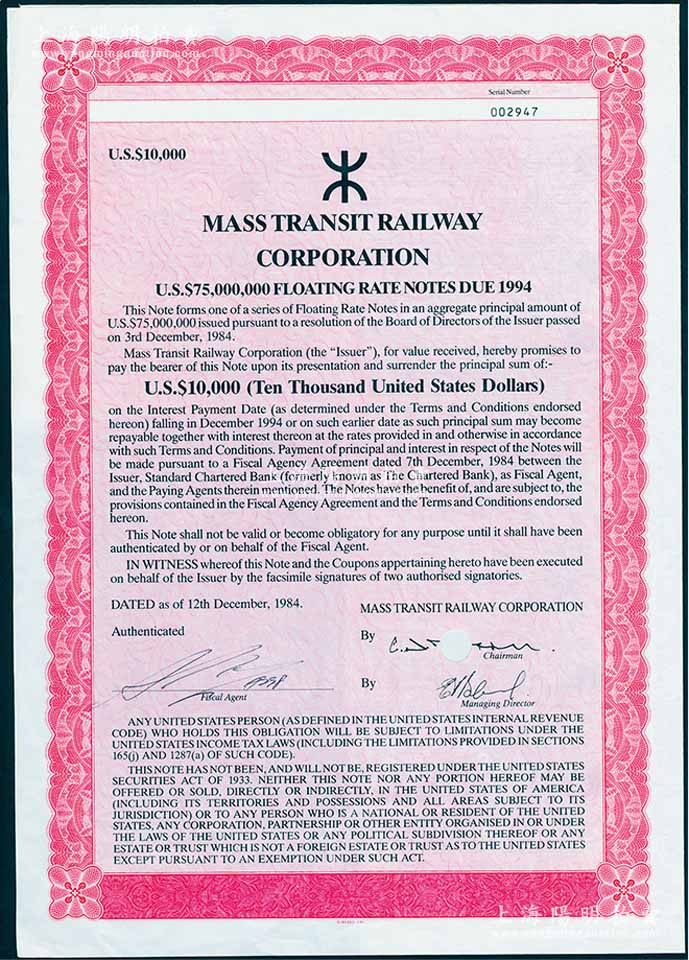 上海陽明拍賣
Serial Number
002947
U.S.$10,000
MASS TRANSIT RAILWAY
CORPORATION
U.S.$75,000,000 FLOATING RATE NOTES DUE 1994
This Note forms one of a series of Floating Rate Notes in an aggregate principal amount of
U.S.$75,000,000 issued pursuant to a resolution of the Board of Directors of the Issuer passed
on 3rd December, 1984.
Mass Transit Railway Corporation (the "Issuer"), for value received, hereby promises to
pay the bearer of this Note upon its presentation and surrender the principal sum of:-
U.S.$10,000 (Ten Thousand United States Dollars)
on the Interest Payment Date (as determined under the Terms and Conditions endorsed
hereon) falling in December 1994 or on such earlier date as such principal sum may become
repayable together with interest thereon at the rates provided in and otherwise in accordance
with such Terms and Conditions. Payment of principal and interest in respect of the Notes will
be made pursuant to a Fiscal Agency Agreement dated 7th December, 1984 between the
Issuer, Standard Chartered Bank (formerly known as The Chartered Bank), as Fiscal Agent,
and the Paying Agents therein mentioned. The Notes have the benefit of, and are subject to, the
provisions contained in the Fiscal Agency Agreement and the Terms and Conditions endorsed
hereon.
This Note shall not be valid or become obligatory for any purpose until it shall have been
authenticated by or on behalf of the Fiscal Agent.
IN WITNESS whereof this Note and the Coupons appertaining hereto have been executed
on behalf of the Issuer by the facsimile signatures of two authorised signatories.
DATED as of 12th December, 1984.
MASS TRANSIT RAILWAY CORPORATION
Authenticated
By
Chairman
Fiscal Agent
By
Managing Director
ANY UNITED STATES PERSON (AS DEFINED IN THE UNITED STATES INTERNAL REVENUE
CODE) WHO HOLDS THIS OBLIGATION WILL BE SUBJECT TO LIMITATIONS UNDER THE
UNITED STATES INCOME TAX LAWS (INCLUDING THE LIMITATIONS PROVIDED IN SECTIONS
165(j) AND 1287(a) OF SUCH CODE).
THIS NOTE HAS NOT BEEN, AND WILL NOT BE, REGISTERED UNDER THE UNITED STATES
SECURITIES ACT OF 1933. NEITHER THIS NOTE NOR ANY PORTION HEREOF MAY BE
OFFERED OR SOLD, DIRECTLY OR INDIRECTLY, IN THE UNITED STATES OF AMERICA
(INCLUDING ITS TERRITORIES AND POSSESSIONS AND ALL AREAS SUBJECT TO ITS
JURISDICTION) OR TO ANY PERSON WHO IS A NATIONAL OR RESIDENT OF THE UNITED
STATES, ANY CORPORATION, PARTNERSHIP OR OTHER ENTITY ORGANISED IN OR UNDER
THE LAWS OF THE UNITED STATES OR ANY POLITICAL SUBDIVISION THEREOF OR ANY
ESTATE OR TRUST WHICH IS NOT A FOREIGN ESTATE OR TRUST AS TO THE UNITED STATES
EXCEPT PURSUANT TO AN EXEMPTION UNDER SUCH ACT.
上海陽明拍賣